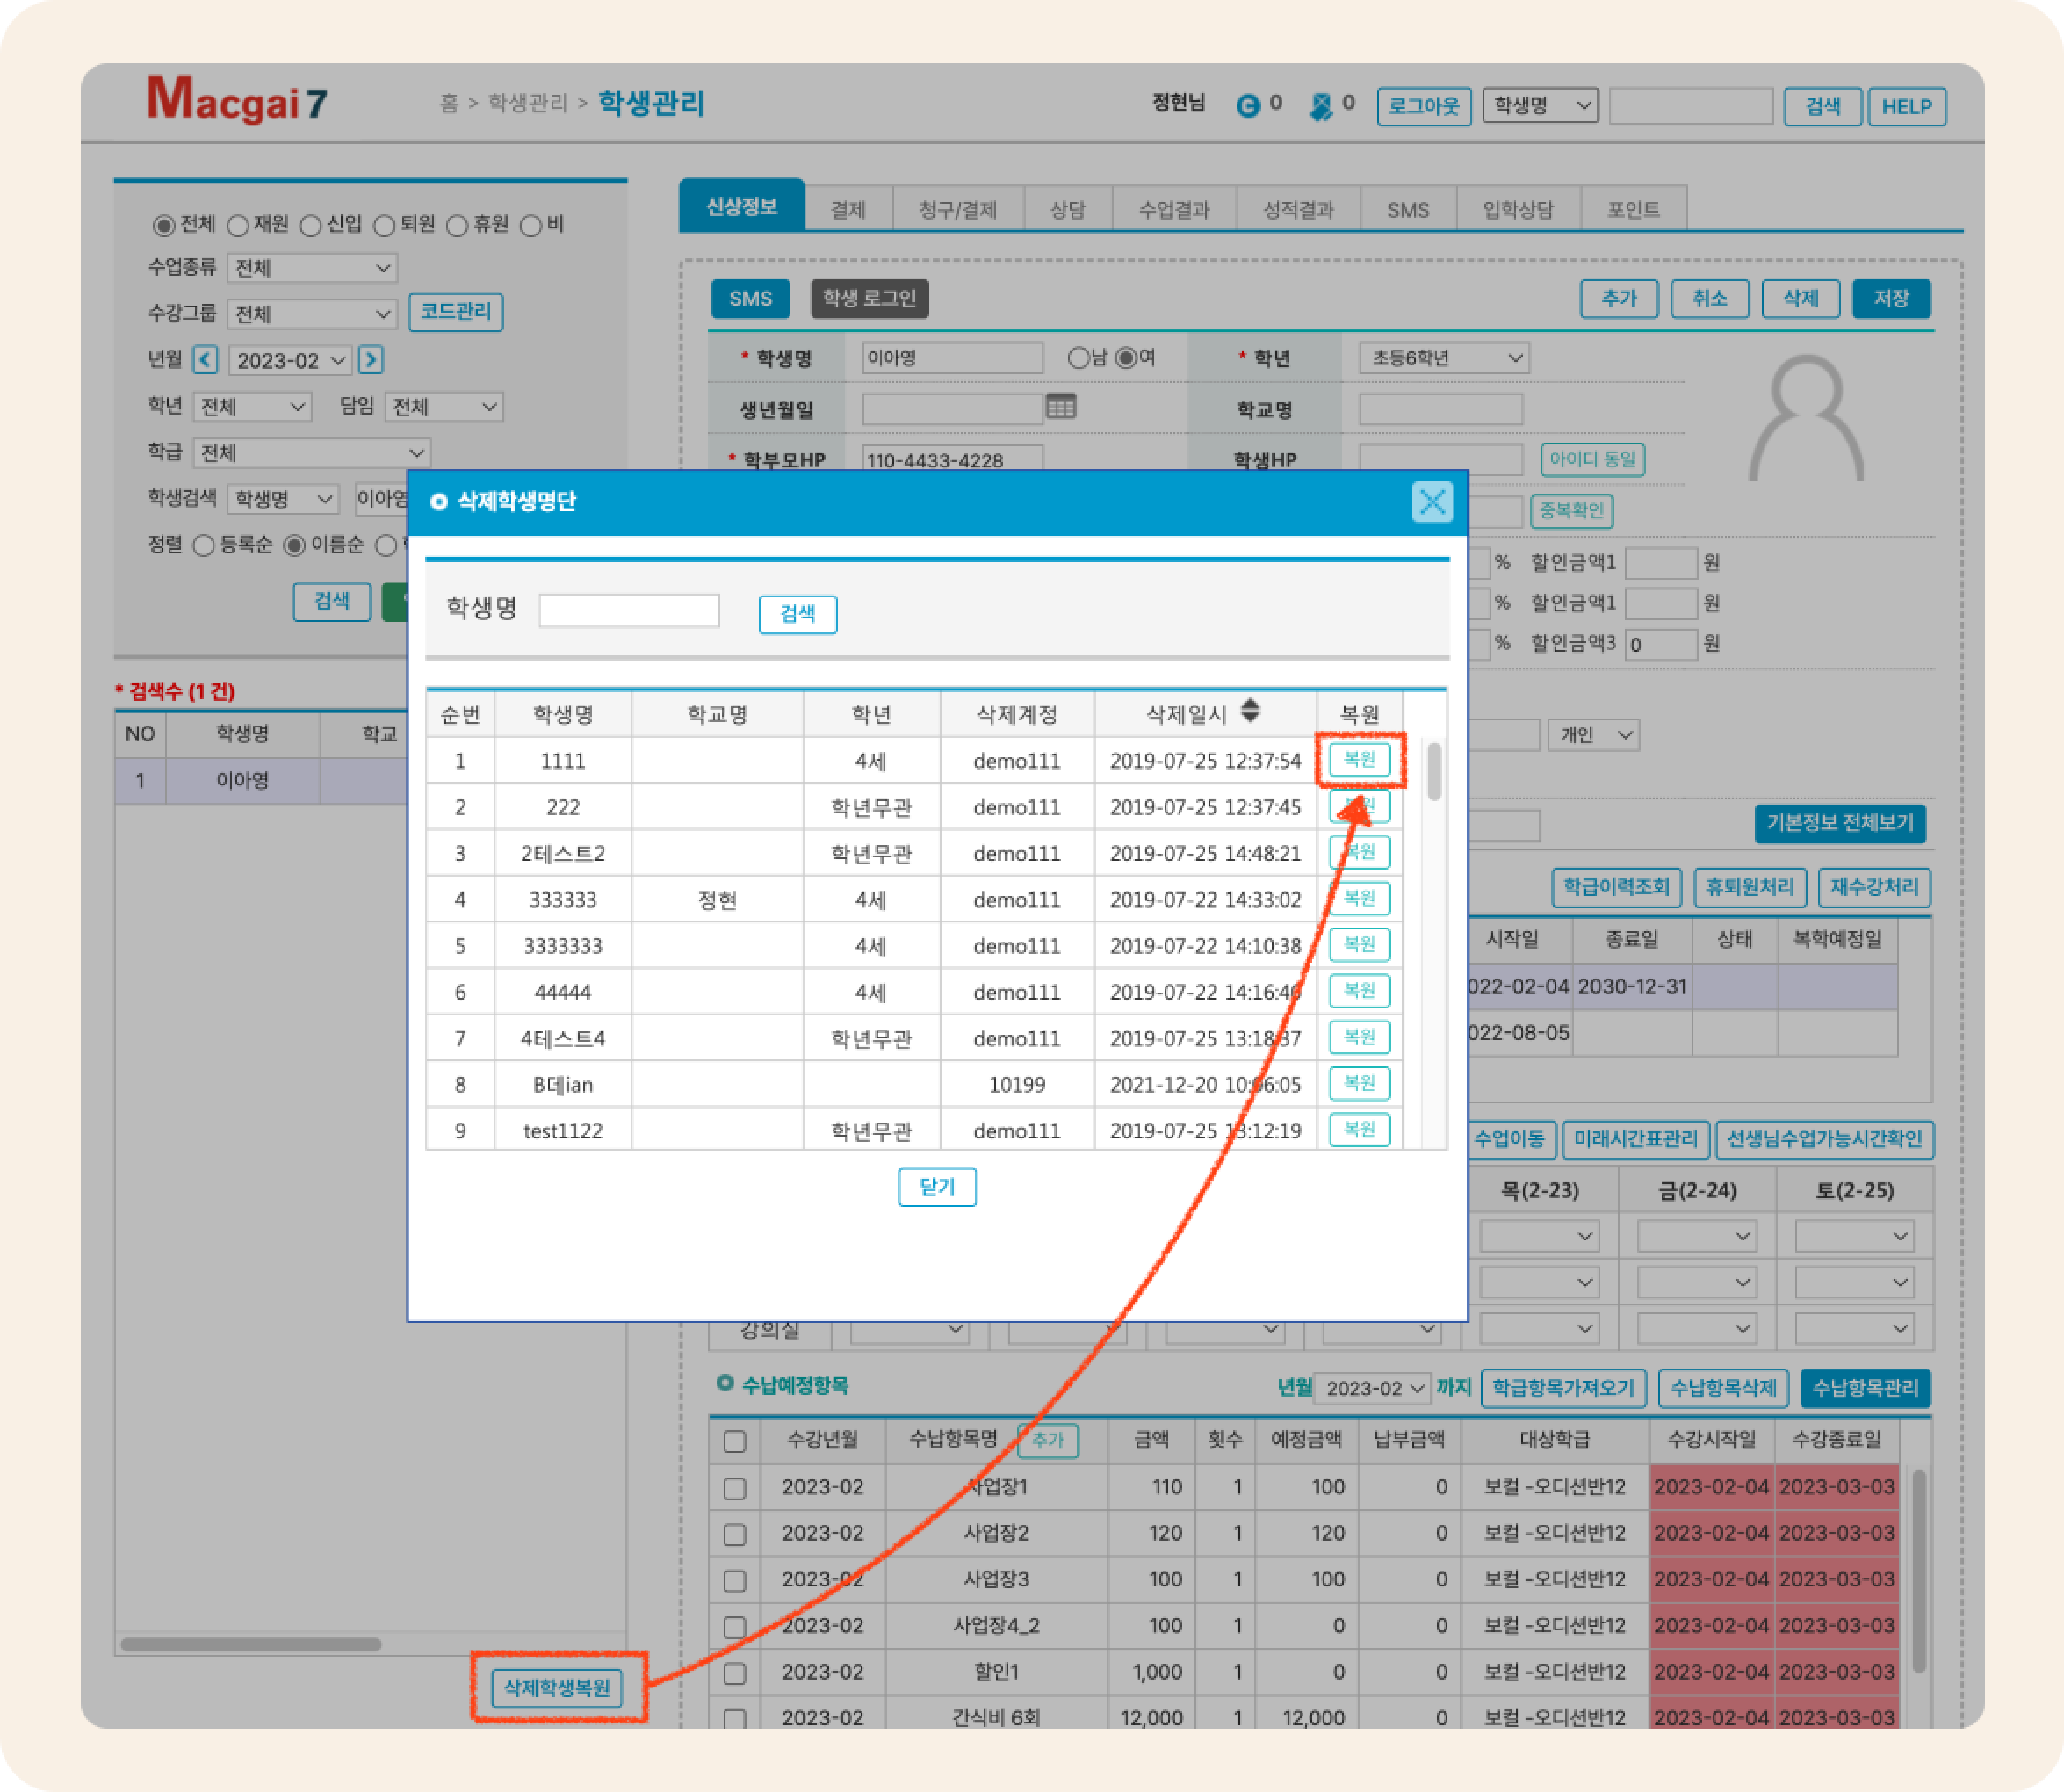 Macgai 7
홈 > 학생관리 > 학생관리
정현님 0 0 로그아웃 학생명 검색 HELP
전체 재원 신입 퇴원 휴원 비
수업종류 전체
수강그룹 전체 코드관리
년월 2023-02
학년 전체 담임 전체
학급 전체
학생검색 학생명 이아영
정렬 등록순 이름순
검색
* 검색수 (1 건)
NO 학생명 학교
1 이아영
삭제학생복원
신상정보 결제 청구/결제 상담 수업결과 성적결과 SMS 입학상담 포인트
SMS 학생 로그인 추가 취소 삭제 저장
* 학생명 이아영 남 여 * 학년 초등6학년
생년월일 학교명
* 학부모HP 110-4433-4228 학생HP 아이디 동일
중복확인
% 할인금액1 원
% 할인금액1 원
% 할인금액3 0 원
개인
기본정보 전체보기
학급이력조회 휴퇴원처리 재수강처리
시작일 종료일 상태 복학예정일
022-02-04 2030-12-31
022-08-05
수업이동 미래시간표관리 선생님수업가능시간확인
목(2-23) 금(2-24) 토(2-25)
강의실
삭제학생명단
학생명 검색
순번 학생명 학교명 학년 삭제계정 삭제일시 복원
1 1111 4세 demo111 2019-07-25 12:37:54 복원
2 222 학년무관 demo111 2019-07-25 12:37:45 복원
3 2테스트2 학년무관 demo111 2019-07-25 14:48:21 복원
4 333333 정현 4세 demo111 2019-07-22 14:33:02 복원
5 3333333 4세 demo111 2019-07-22 14:10:38 복원
6 44444 4세 demo111 2019-07-22 14:16:46 복원
7 4테스트4 학년무관 demo111 2019-07-25 13:18:37 복원
8 B데ian 10199 2021-12-20 10:06:05 복원
9 test1122 학년무관 demo111 2019-07-25 13:12:19 복원
닫기
수납예정항목 년월 2023-02 까지 학급항목가져오기 수납항목삭제 수납항목관리
수강년월 수납항목명 추가 금액 횟수 예정금액 납부금액 대상학급 수강시작일 수강종료일
2023-02 사업장1 110 1 100 0 보컬 -오디션반12 2023-02-04 2023-03-03
2023-02 사업장2 120 1 120 0 보컬 -오디션반12 2023-02-04 2023-03-03
2023-02 사업장3 100 1 100 0 보컬 -오디션반12 2023-02-04 2023-03-03
2023-02 사업장4_2 100 1 0 0 보컬 -오디션반12 2023-02-04 2023-03-03
2023-02 할인1 1,000 1 0 0 보컬 -오디션반12 2023-02-04 2023-03-03
2023-02 간식비 6회 12,000 1 12,000 0 보컬 -오디션반12 2023-02-04 2023-03-03